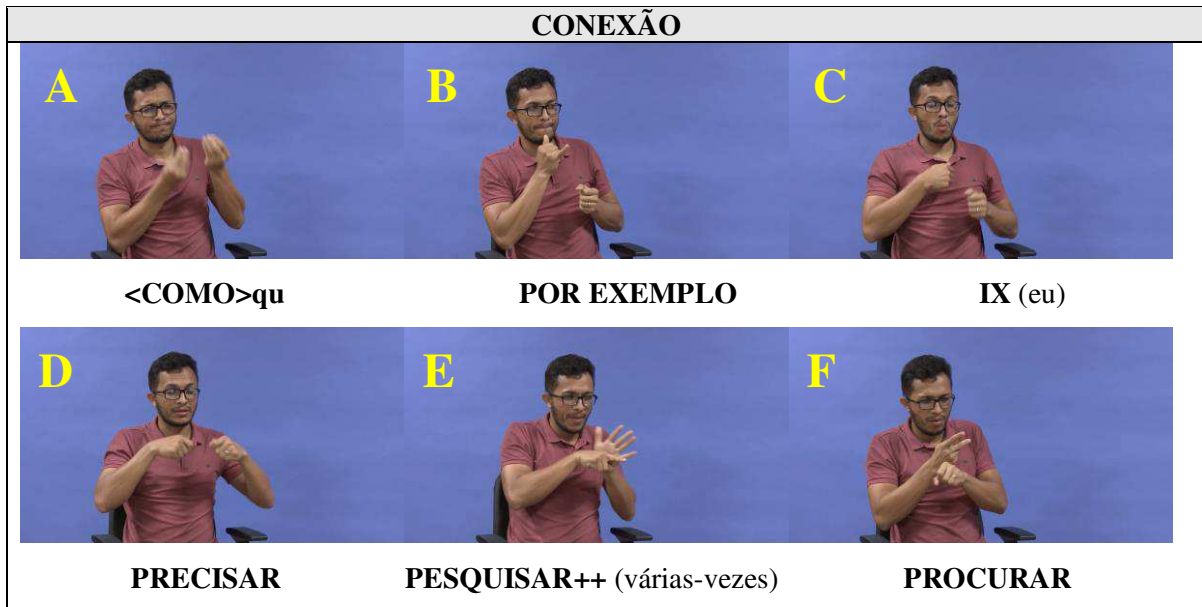 CONEXÃO
A B C
<COMO>qu POR EXEMPLO IX (eu)
D E F
PRECISAR PESQUISAR++ (várias-vezes) PROCURAR